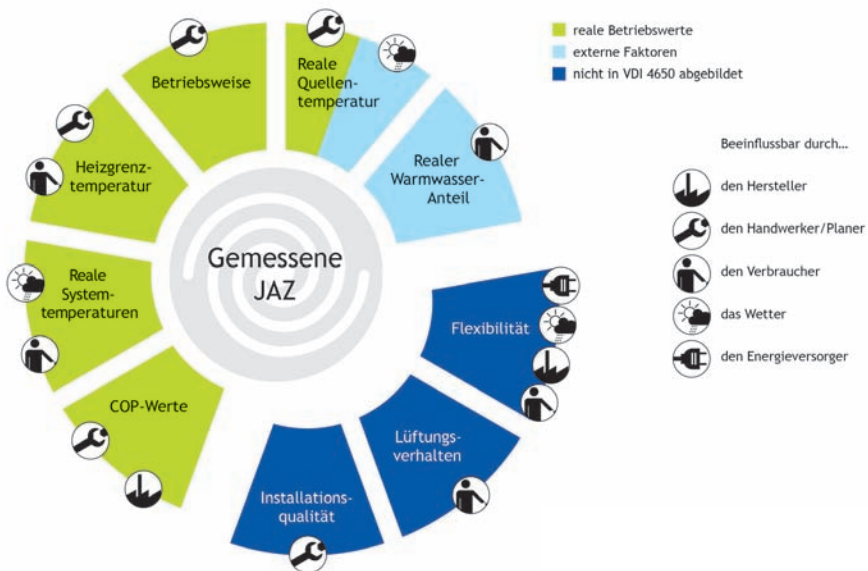 Betriebsweise
Reale
Quellen-
temperatur
Realer
Warmwasser-
Anteil
Heizgrenz-
temperatur
Reale
System-
temperaturen
COP-Werte
Gemessene
JAZ
Flexibilität
Lüftungs-
verhalten
Installations-
qualität
reale Betriebswerte
externe Faktoren
nicht in VDI 4650 abgebildet
Beeinflussbar durch...
den Hersteller
den Handwerker/Planer
den Verbraucher
das Wetter
den Energieversorger